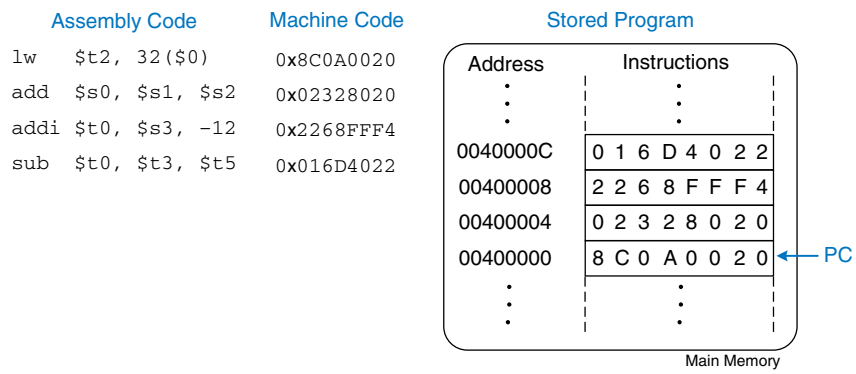 Assembly Code Machine Code Stored Program
lw $t2, 32($0) 0x8C0A0020
add $s0, $s1, $s2 0x02328020
addi $t0, $s3, –12 0x2268FFF4
sub $t0, $t3, $t5 0x016D4022
Address Instructions
0040000C 0 1 6 D 4 0 2 2
00400008 2 2 6 8 F F F 4
00400004 0 2 3 2 8 0 2 0
00400000 8 C 0 A 0 0 2 0 PC
Main Memory